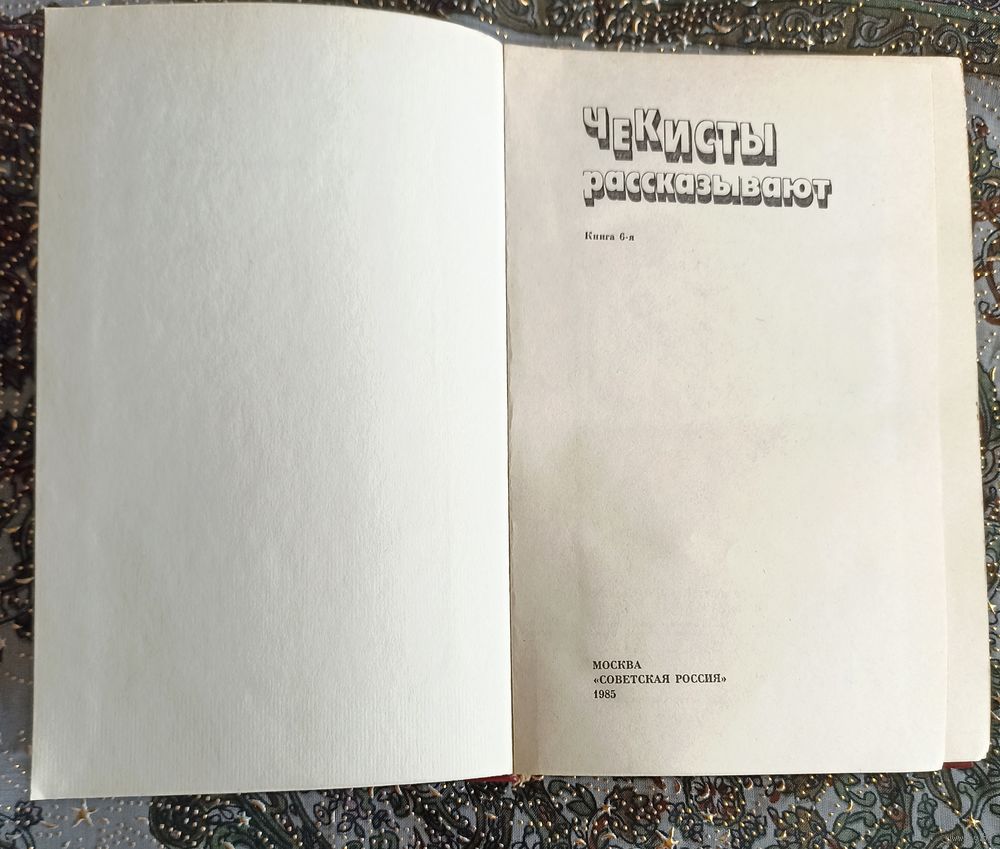 ЧЕКИСТЫ
рассказывают
Книга 6-я
МОСКВА
«СОВЕТСКАЯ РОССИЯ»
1985